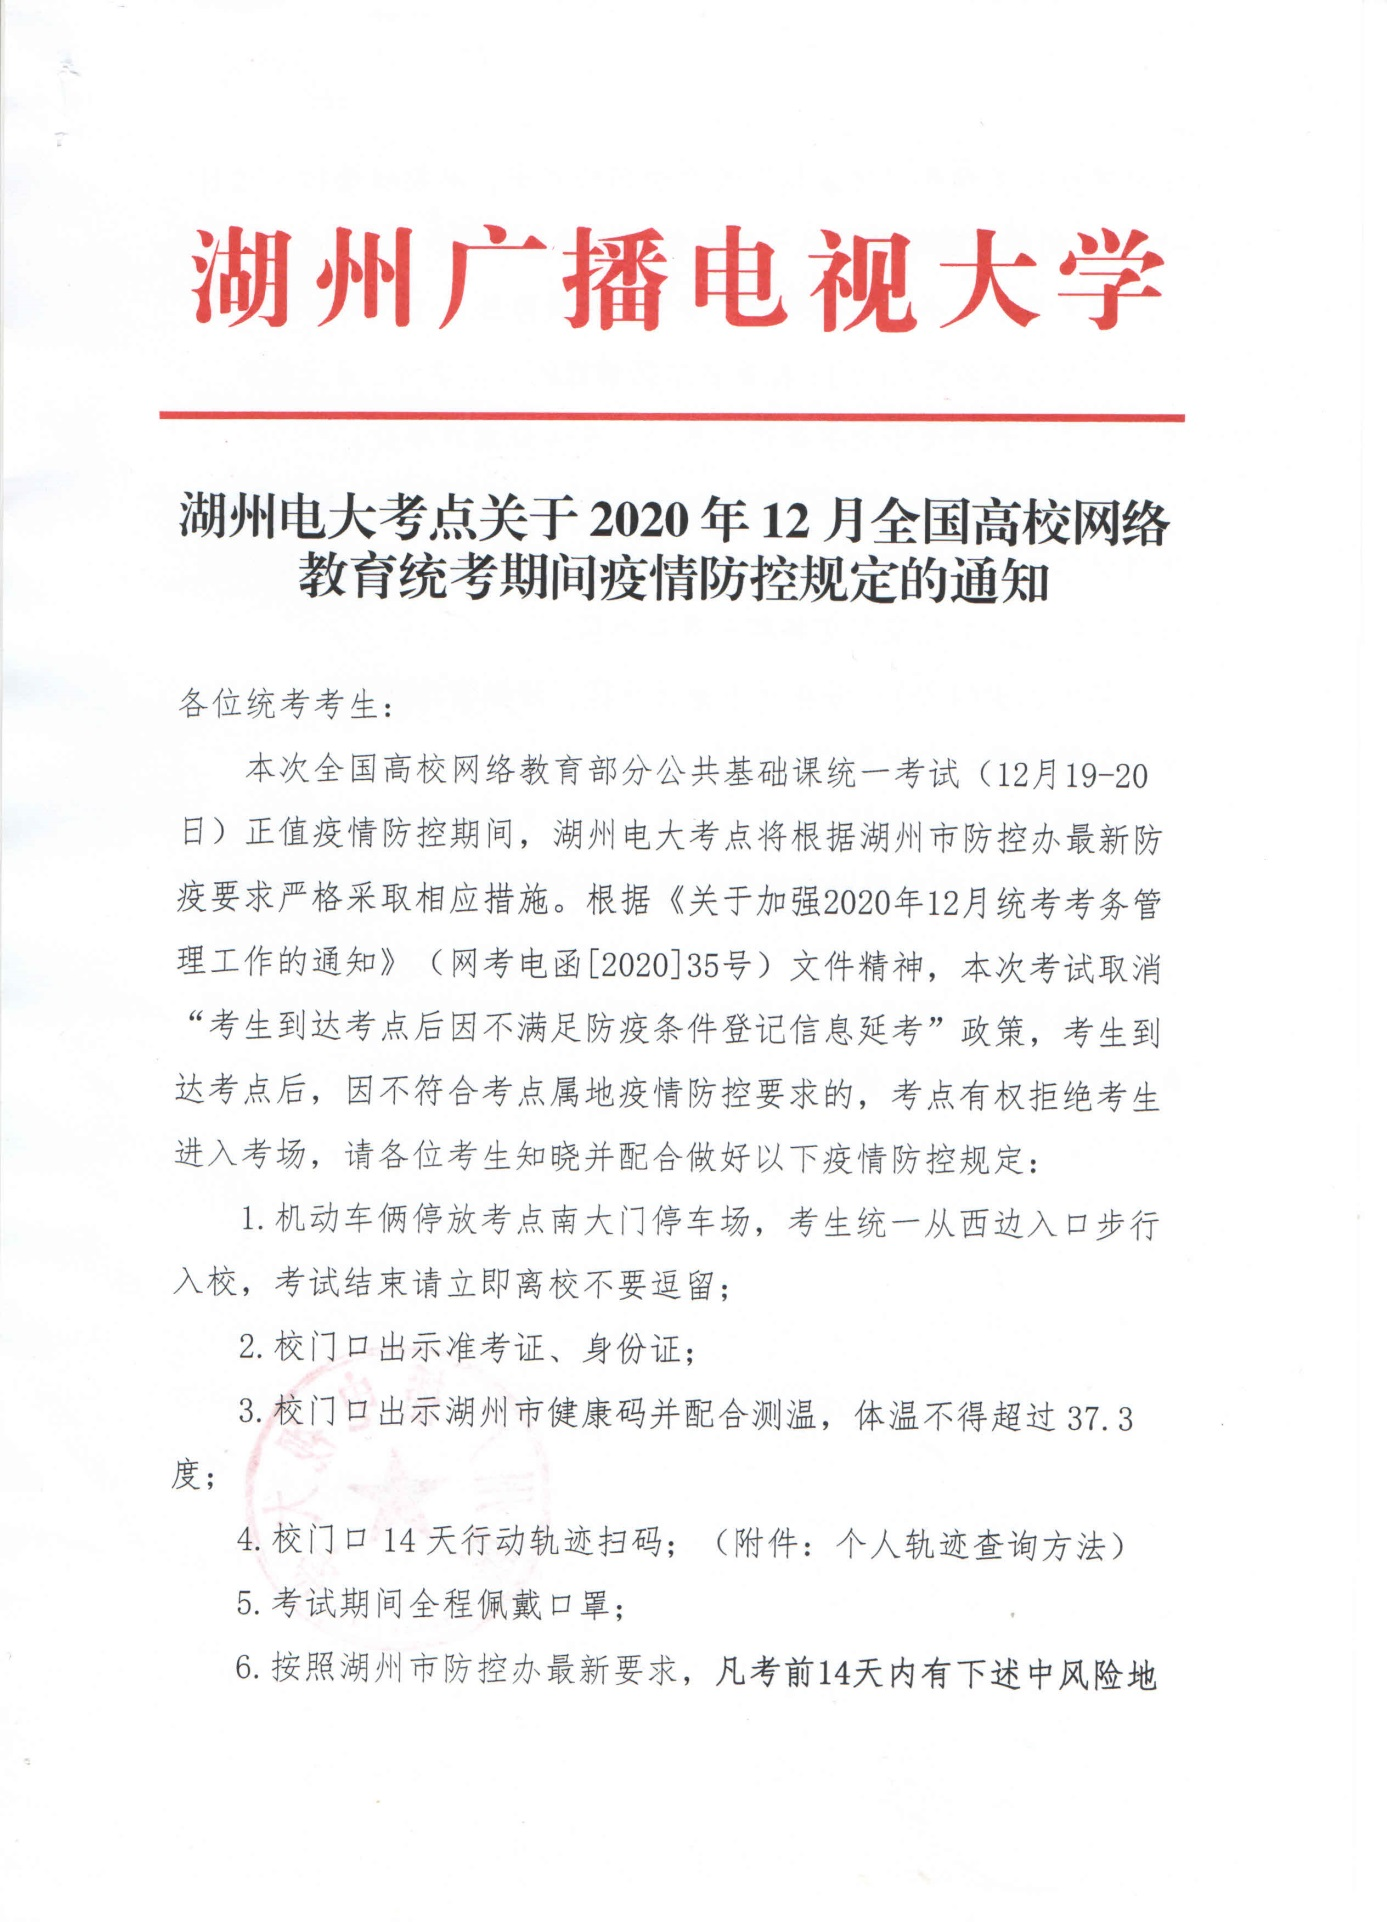 湖州广播电视大学
湖州电大考点关于 2020 年 12 月全国高校网络
教育统考期间疫情防控规定的通知
各位统考考生：
本次全国高校网络教育部分公共基础课统一考试（12月19-20
日）正值疫情防控期间，湖州电大考点将根据湖州市防控办最新防
疫要求严格采取相应措施。根据《关于加强2020年12月统考考务管
理工作的通知》（网考电函[2020]35号）文件精神，本次考试取消
“考生到达考点后因不满足防疫条件登记信息延考”政策，考生到
达考点后，因不符合考点属地疫情防控要求的，考点有权拒绝考生
进入考场，请各位考生知晓并配合做好以下疫情防控规定：
1.机动车俩停放考点南大门停车场，考生统一从西边入口步行
入校，考试结束请立即离校不要逗留；
2.校门口出示准考证、身份证；
3.校门口出示湖州市健康码并配合测温，体温不得超过 37.3
度；
4.校门口 14 天行动轨迹扫码；（附件：个人轨迹查询方法）
5.考试期间全程佩戴口罩；
6.按照湖州市防控办最新要求，凡考前14天内有下述中风险地